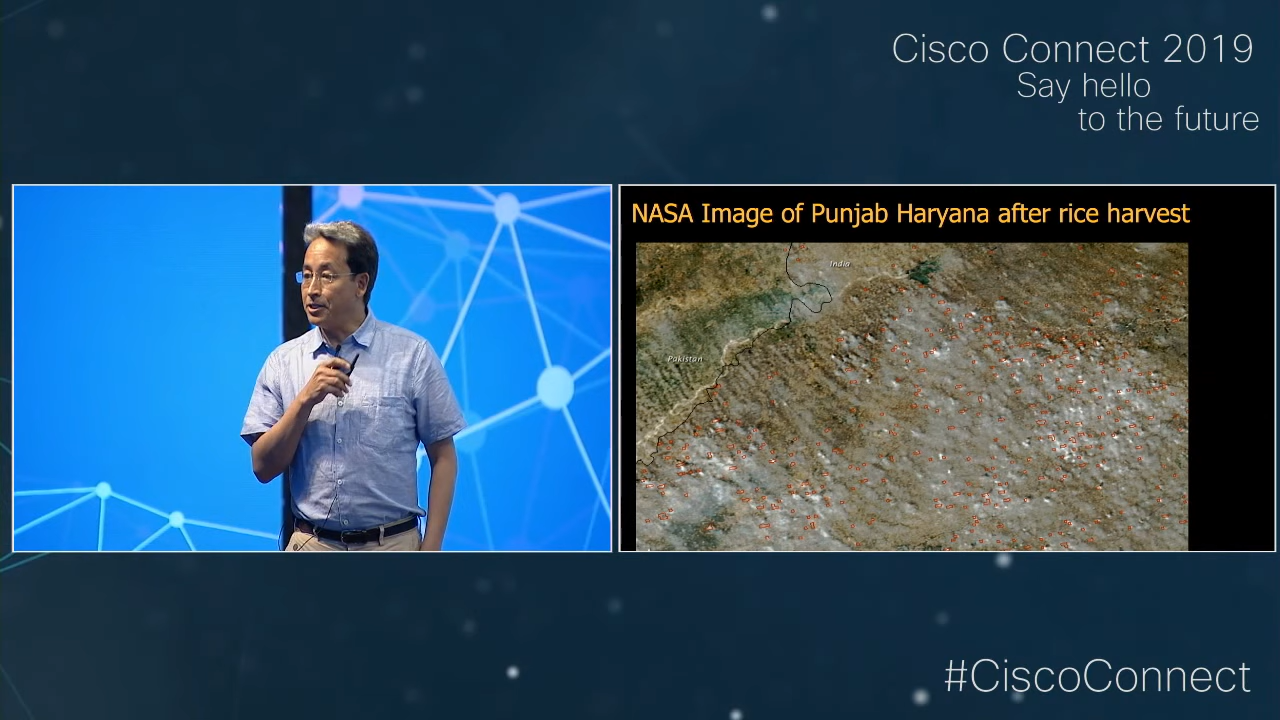 Cisco Connect 2019
Say hello
to the future
NASA Image of Punjab Haryana after rice harvest
India
Pakistan
#CiscoConnect